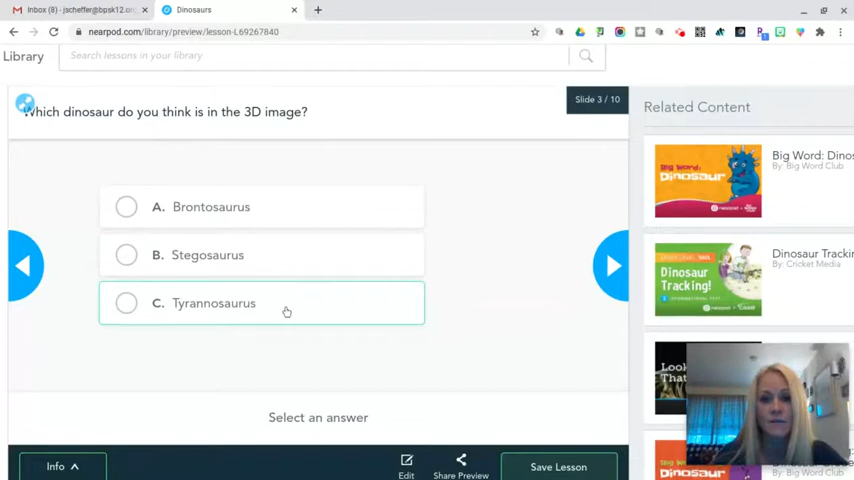 Inbox (8) - jscheffer@bpsk12.or
Dinosaurs
nearpod.com/library/preview/lesson-L69267840
Library
Search lessons in your library
Which dinosaur do you think is in the 3D image?
Slide 3 / 10
A. Brontosaurus
B. Stegosaurus
C. Tyrannosaurus
Select an answer
Info
Edit
Share Preview
Save Lesson
Related Content
Big Word:
Dinosaur
Big Word: Dinos
By: Big Word Club
Dinosaur
Tracking!
Dinosaur Tracki
By: Cricket Media
Look
That